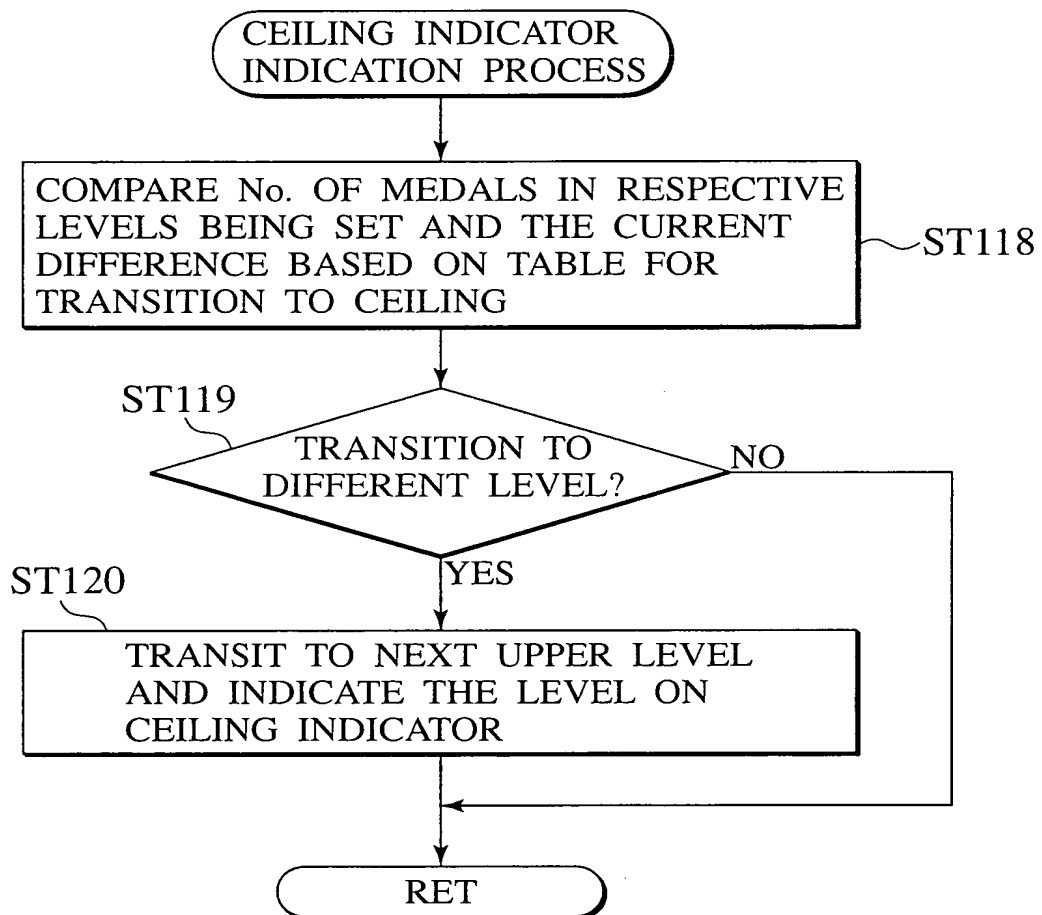 CEILING INDICATOR
INDICATION PROCESS
COMPARE No. OF MEDALS IN RESPECTIVE
LEVELS BEING SET AND THE CURRENT
DIFFERENCE BASED ON TABLE FOR
TRANSITION TO CEILING
ST118
ST119
TRANSITION TO
DIFFERENT LEVEL?
NO
YES
ST120
TRANSIT TO NEXT UPPER LEVEL
AND INDICATE THE LEVEL ON
CEILING INDICATOR
RET